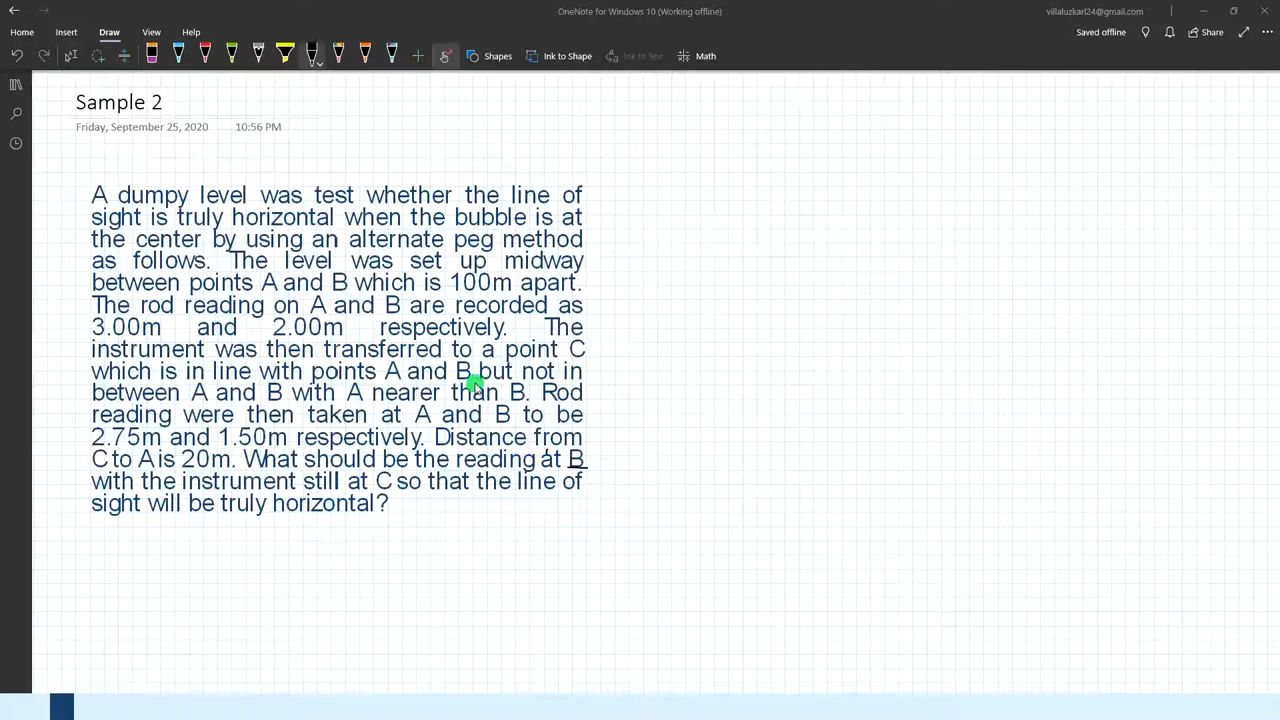 OneNote for Windows 10 (Working offline)
villaluzkarl24@gmail.com
Home Insert Draw View Help
Saved offline
Share
Shapes
Ink to Shape
Ink to Text
Math
Sample 2
Friday, September 25, 2020 10:56 PM
A dumpy level was test whether the line of
sight is truly horizontal when the bubble is at
the center by using an alternate peg method
as follows. The level was set up midway
between points A and B which is 100m apart.
The rod reading on A and B are recorded as
3.00m and 2.00m respectively. The
instrument was then transferred to a point C
which is in line with points A and B but not in
between A and B with A nearer than B. Rod
reading were then taken at A and B to be
2.75m and 1.50m respectively. Distance from
C to A is 20m. What should be the reading at B
with the instrument still at C so that the line of
sight will be truly horizontal?